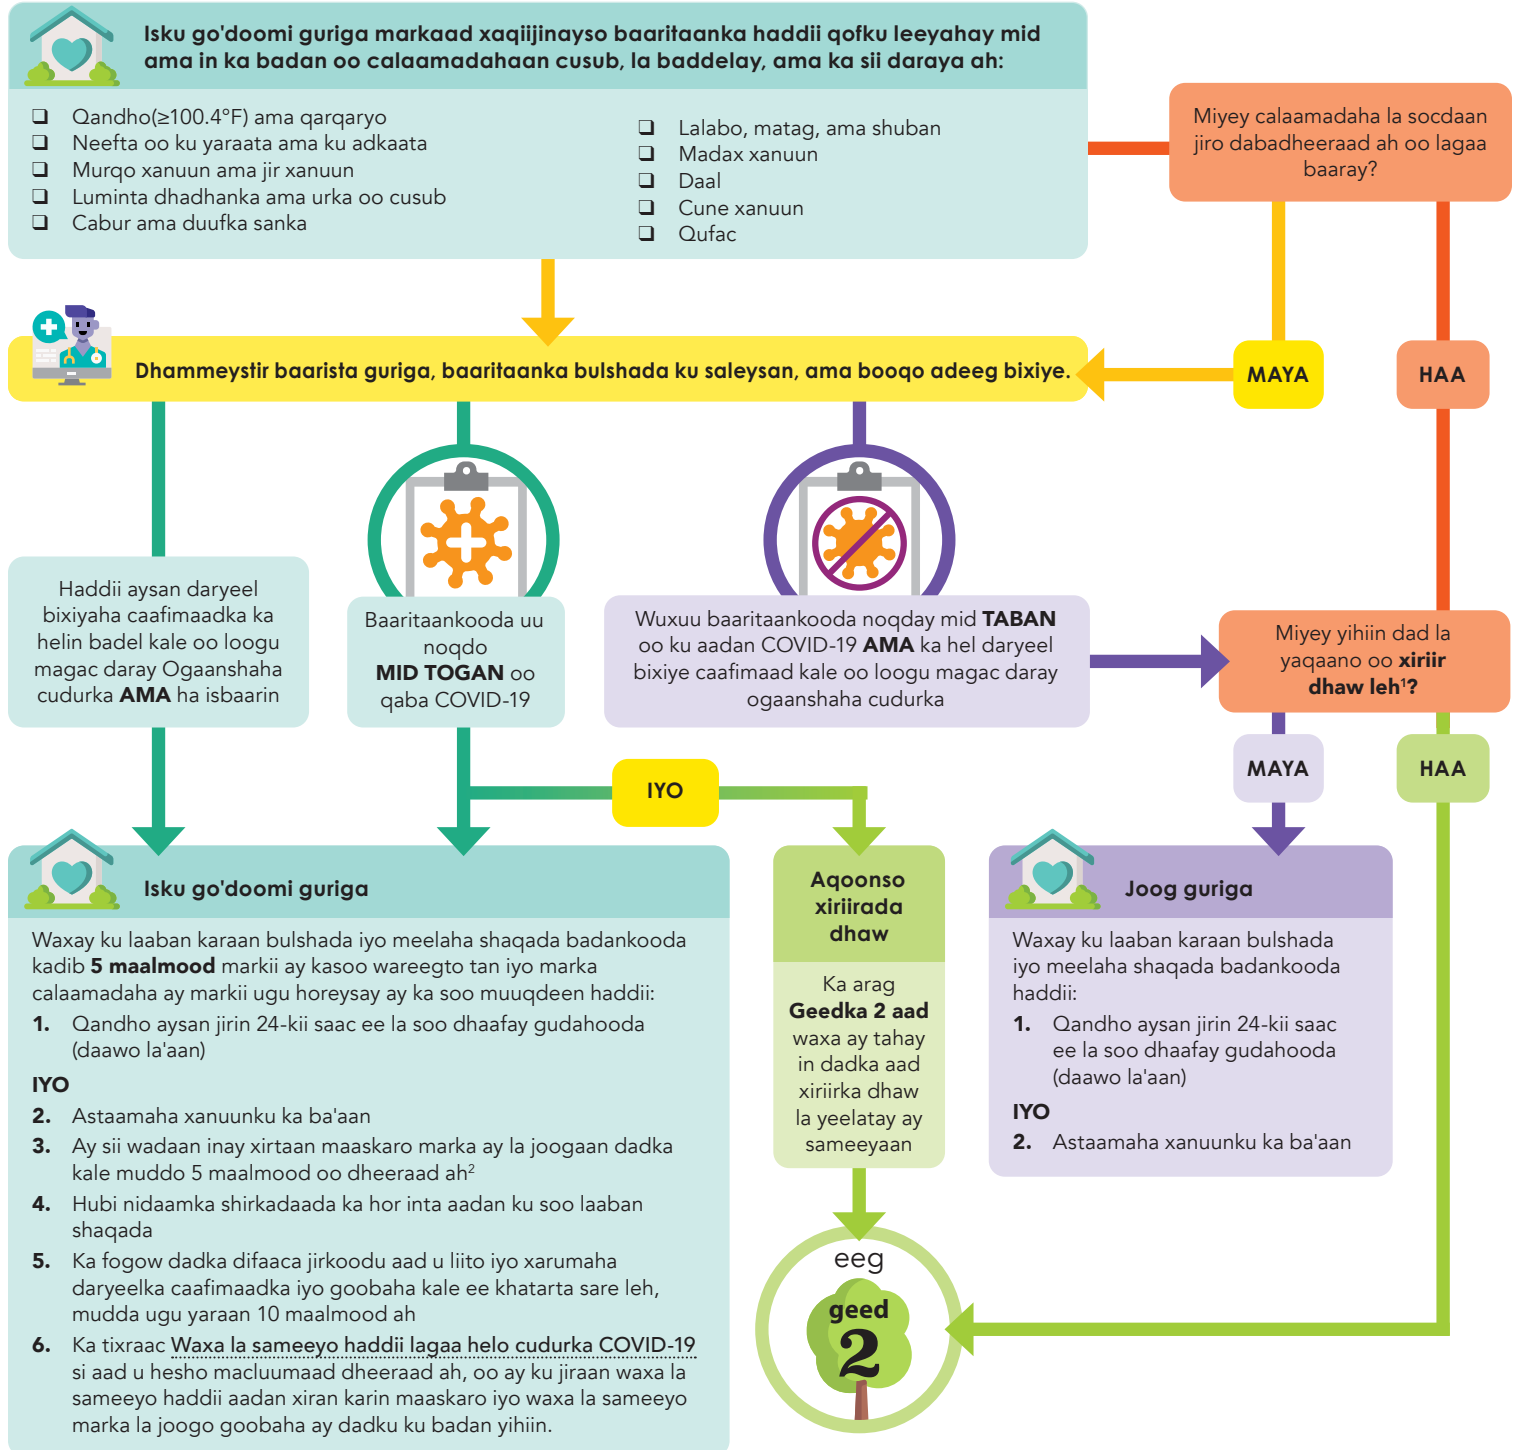 Isku go'doomi guriga markaad xaqiijinayso baaritaanka haddii qofku leeyahay mid
ama in ka badan oo calaamadahaan cusub, la baddelay, ama ka sii daraya ah:
❑ Qandho(≥100.4°F) ama qarqaryo
❑ Neefta oo ku yaraata ama ku adkaata
❑ Murqo xanuun ama jir xanuun
❑ Luminta dhadhanka ama urka oo cusub
❑ Cabur ama duufka sanka
❑ Lalabo, matag, ama shuban
❑ Madax xanuun
❑ Daal
❑ Cune xanuun
❑ Qufac
Miyey calaamadaha la socdaan
jiro dabadheeraad ah oo lagaa
baaray?
Dhammeystir baarista guriga, baaritaanka bulshada ku saleysan, ama booqo adeeg bixiye.
MAYA
HAA
Haddii aysan daryeel
bixiyaha caafimaadka ka
helin badel kale oo loogu
magac daray Ogaanshaha
cudurka AMA ha isbaarin
Baaritaankooda uu
noqdo
MID TOGAN oo
qaba COVID-19
Wuxuu baaritaankooda noqday mid TABAN
oo ku aadan COVID-19 AMA ka hel daryeel
bixiye caafimaad kale oo loogu magac daray
ogaanshaha cudurka
Miyey yihiin dad la
yaqaano oo xiriir
dhaw leh¹?
MAYA
HAA
IYO
Isku go'doomi guriga
Waxay ku laaban karaan bulshada iyo meelaha shaqada badankooda
kadib 5 maalmood markii ay kasoo wareegto tan iyo marka
calaamadaha ay markii ugu horeysay ay ka soo muuqdeen haddii:
1. Qandho aysan jirin 24-kii saac ee la soo dhaafay gudahooda
(daawo la'aan)
IYO
2. Astaamaha xanuunku ka ba'aan
3. Ay sii wadaan inay xirtaan maaskaro marka ay la joogaan dadka
kale muddo 5 maalmood oo dheeraad ah²
4. Hubi nidaamka shirkadaada ka hor inta aadan ku soo laaban
shaqada
5. Ka fogow dadka difaaca jirkoodu aad u liito iyo xarumaha
daryeelka caafimaadka iyo goobaha kale ee khatarta sare leh,
mudda ugu yaraan 10 maalmood ah
6. Ka tixraac Waxa la sameeyo haddii lagaa helo cudurka COVID-19
si aad u hesho macluumaad dheeraad ah, oo ay ku jiraan waxa la
sameeyo haddii aadan xiran karin maaskaro iyo waxa la sameeyo
marka la joogo goobaha ay dadku ku badan yihiin.
Aqoonso
xiriirada
dhaw
Ka arag
Geedka 2 aad
waxa ay tahay
in dadka aad
xiriirka dhaw
la yeelatay ay
sameeyaan
eeg
geed
2
Joog guriga
Waxay ku laaban karaan bulshada
iyo meelaha shaqada badankooda
haddii:
1. Qandho aysan jirin 24-kii saac
ee la soo dhaafay gudahooda
(daawo la'aan)
IYO
2. Astaamaha xanuunku ka ba'aan